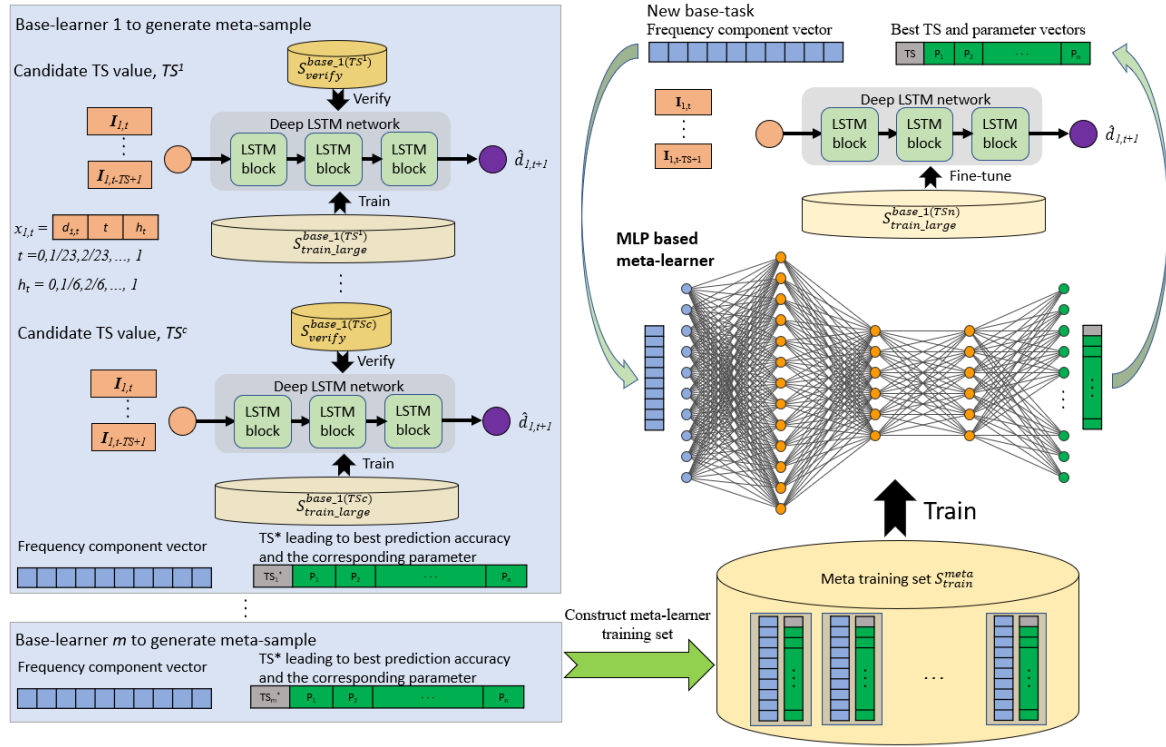 Base-learner 1 to generate meta-sample
Candidate TS value, TS¹
S_{verify}^{base_1(TS¹)}
Verify
Deep LSTM network
I_{1,t}
I_{1,t-TS+1}
LSTM block
LSTM block
LSTM block
d̂_{1,t+1}
Train
S_{train_large}^{base_1(TS¹)}
x_{1,t} = d_{1,t} t h_t
t =0,1/23,2/23,..., 1
h_t = 0,1/6,2/6,..., 1
Candidate TS value, TS^c
S_{verify}^{base_1(TSc)}
Verify
Deep LSTM network
I_{1,t}
I_{1,t-TS+1}
LSTM block
LSTM block
LSTM block
d̂_{1,t+1}
Train
S_{train_large}^{base_1(TSc)}
Frequency component vector
TS* leading to best prediction accuracy
and the corresponding parameter
TS₁* P₁ P₂ ... Pₙ
Base-learner m to generate meta-sample
Frequency component vector
TS* leading to best prediction accuracy
and the corresponding parameter
TSₘ* P₁ P₂ ... Pₙ
Construct meta-learner
training set
New base-task
Frequency component vector
Best TS and parameter vectors
TS P₁ P₂ ... Pₙ
I_{1,t}
I_{1,t-TS+1}
Deep LSTM network
LSTM block
LSTM block
LSTM block
d̂_{1,t+1}
Fine-tune
S_{train_large}^{base_1(TSn)}
MLP based
meta-learner
Train
Meta training set S_{train}^{meta}
...